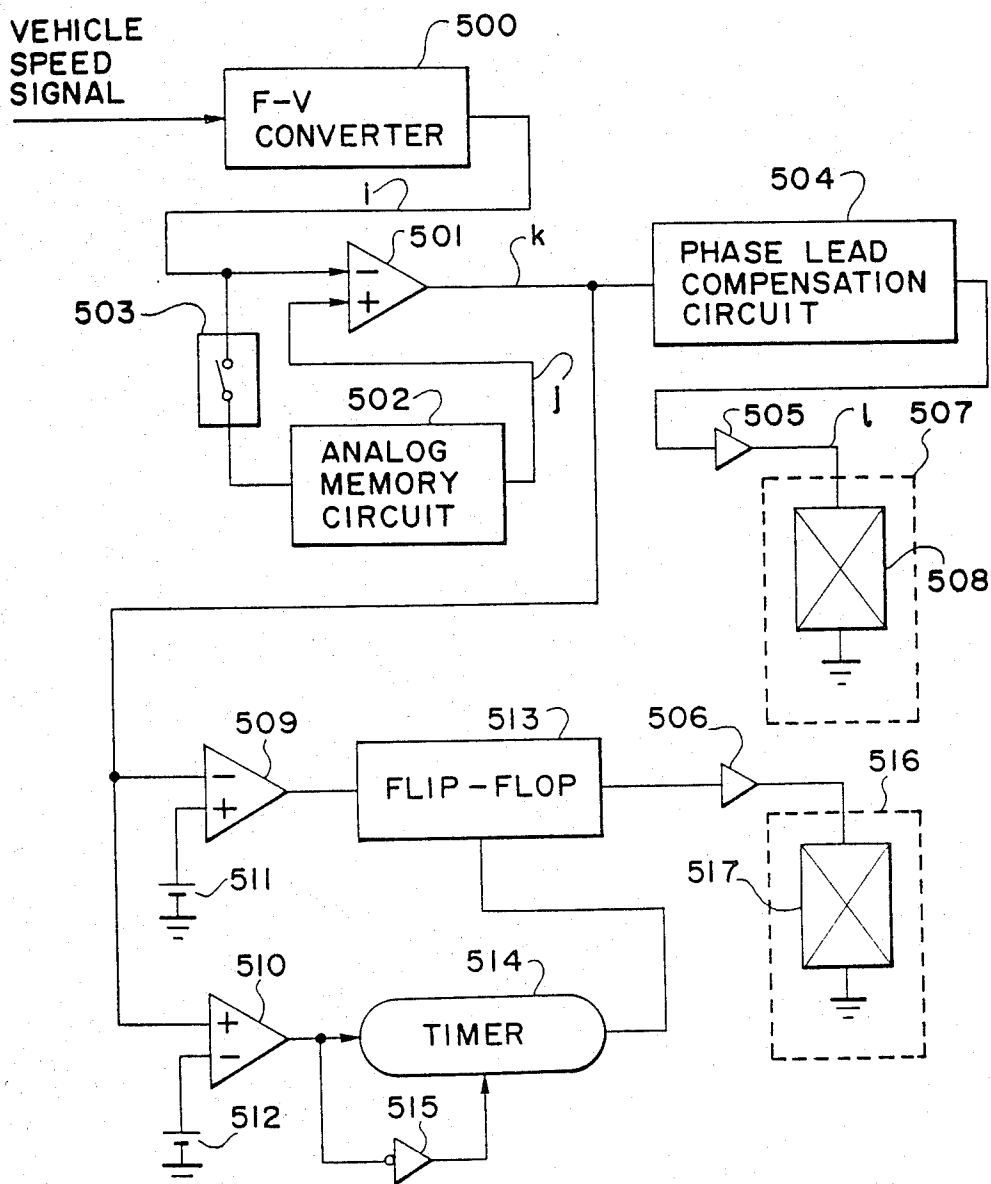 VEHICLE
SPEED
SIGNAL
500
F-V
CONVERTER
i
501
k
504
PHASE LEAD
COMPENSATION
CIRCUIT
-
+
503
j
502
ANALOG
MEMORY
CIRCUIT
505
l
507
508
509
-
+
511
513
FLIP-FLOP
506
516
517
510
+
-
512
514
TIMER
515